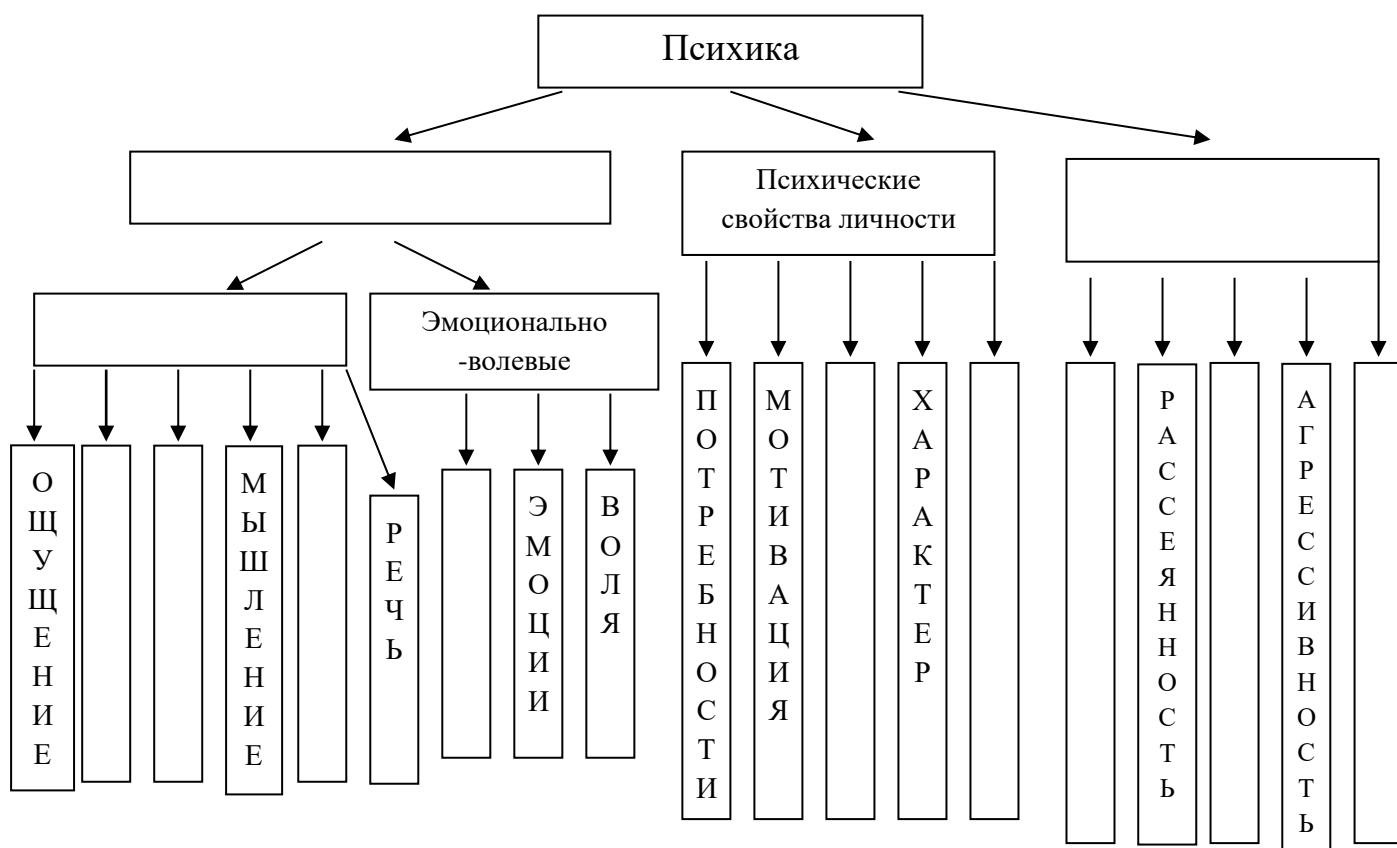 Психика
Психические
свойства личности
Эмоционально
-волевые
ОЩУЩЕНИЕ
МЫШЛЕНИЕ
РЕЧЬ
ЭМОЦИИ
ВОЛЯ
ПОТРЕБНОСТИ
МОТИВАЦИЯ
ХАРАКТЕР
РАССЕЯННОСТЬ
АГРЕССИВНОСТЬ